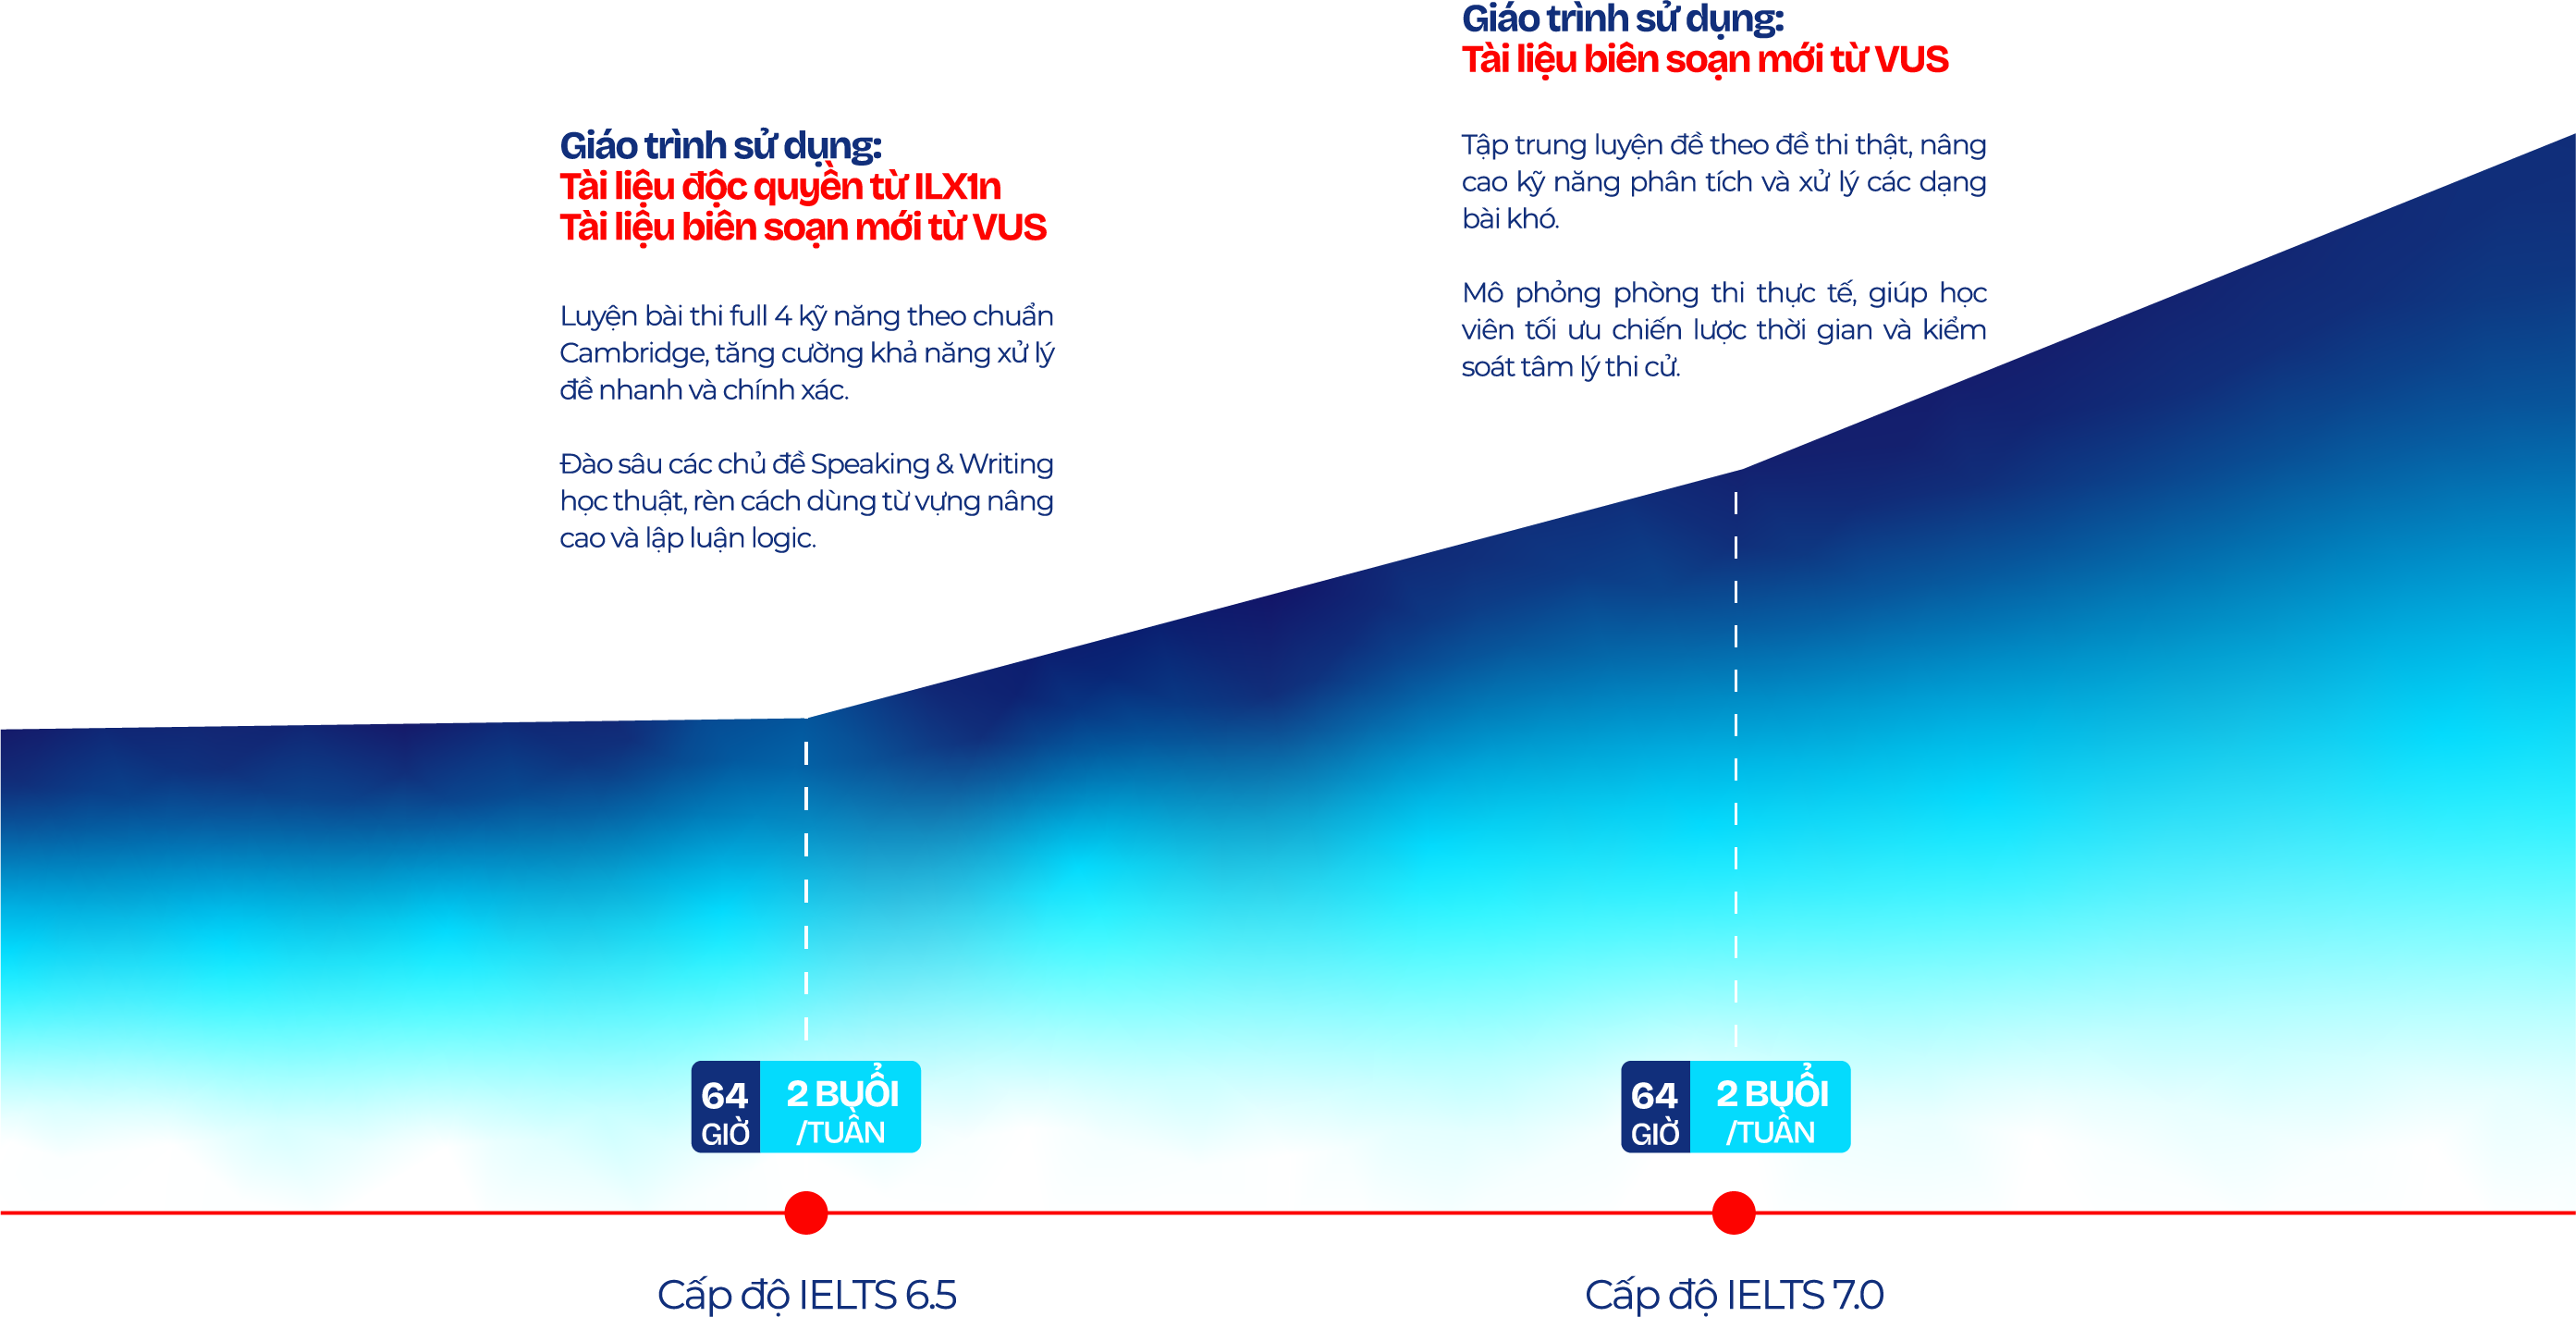 Giáo trình sử dụng:
Tài liệu độc quyền từ ILX1n
Tài liệu biên soạn mới từ VUS
Luyện bài thi full 4 kỹ năng theo chuẩn
Cambridge, tăng cường khả năng xử lý
đề nhanh và chính xác.
Đào sâu các chủ đề Speaking & Writing
học thuật, rèn cách dùng từ vựng nâng
cao và lập luận logic.
64
GIỜ
2 BUỔI
/TUẦN
Cấp độ IELTS 6.5
Giáo trình sử dụng:
Tài liệu biên soạn mới từ VUS
Tập trung luyện đề theo đề thi thật, nâng
cao kỹ năng phân tích và xử lý các dạng
bài khó.
Mô phỏng phòng thi thực tế, giúp học
viên tối ưu chiến lược thời gian và kiểm
soát tâm lý thi cử.
64
GIỜ
2 BUỔI
/TUẦN
Cấp độ IELTS 7.0